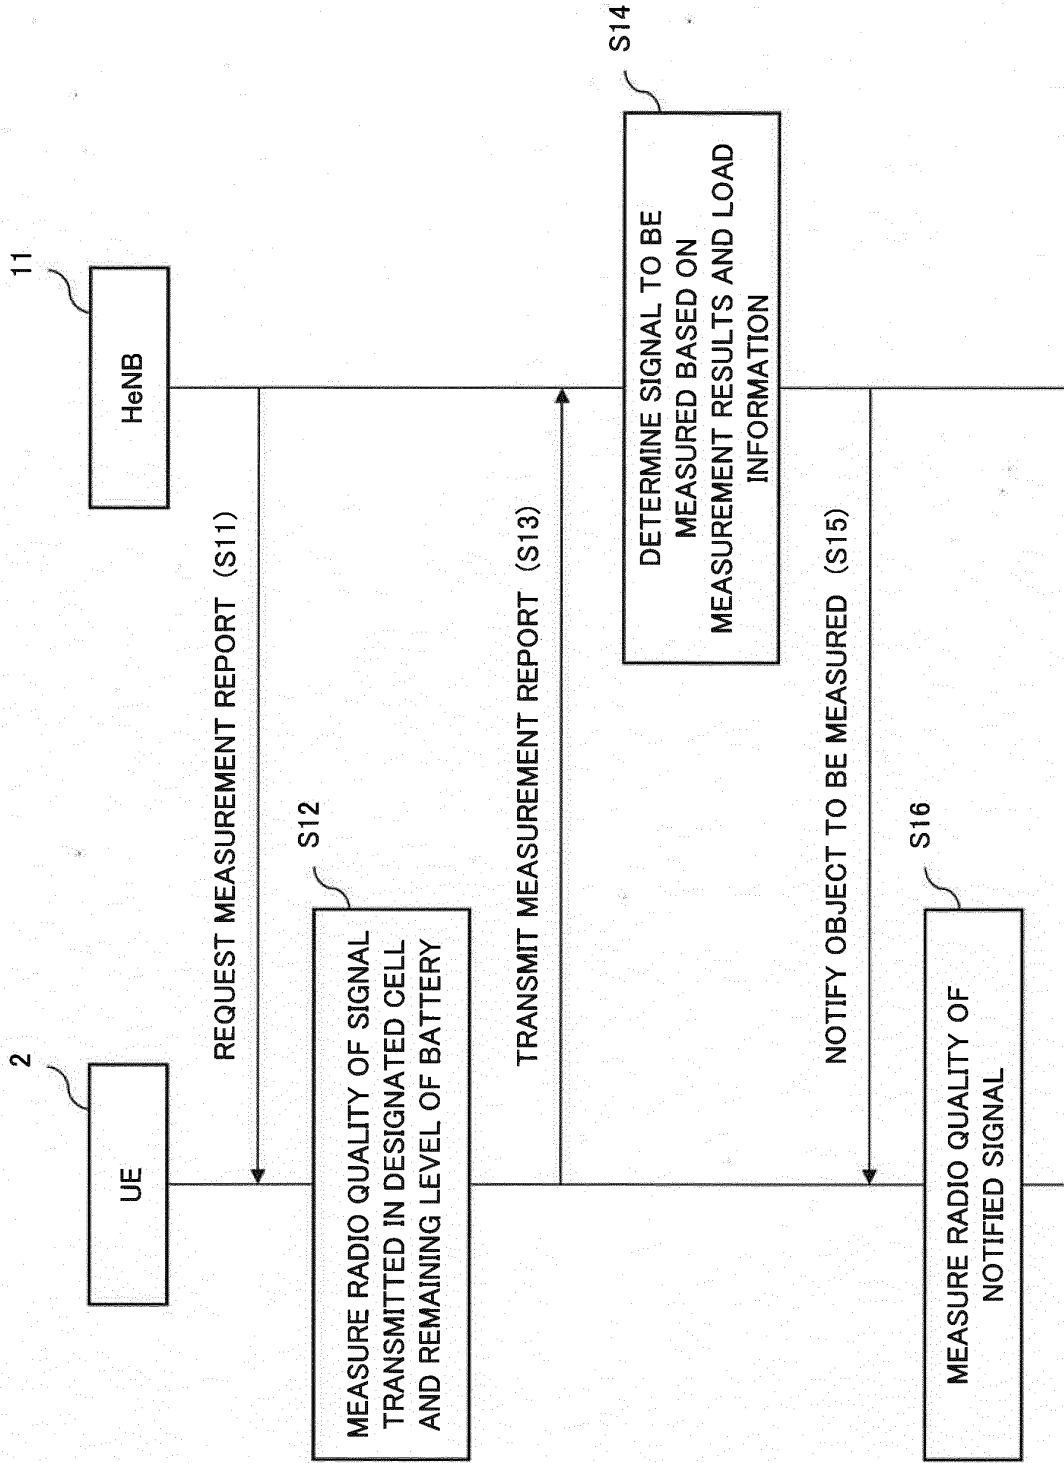 2
UE
11
HeNB
REQUEST MEASUREMENT REPORT (S11)
S12
MEASURE RADIO QUALITY OF SIGNAL
TRANSMITTED IN DESIGNATED CELL
AND REMAINING LEVEL OF BATTERY
TRANSMIT MEASUREMENT REPORT (S13)
S14
DETERMINE SIGNAL TO BE
MEASURED BASED ON
MEASUREMENT RESULTS AND LOAD
INFORMATION
NOTIFY OBJECT TO BE MEASURED (S15)
S16
MEASURE RADIO QUALITY OF
NOTIFIED SIGNAL